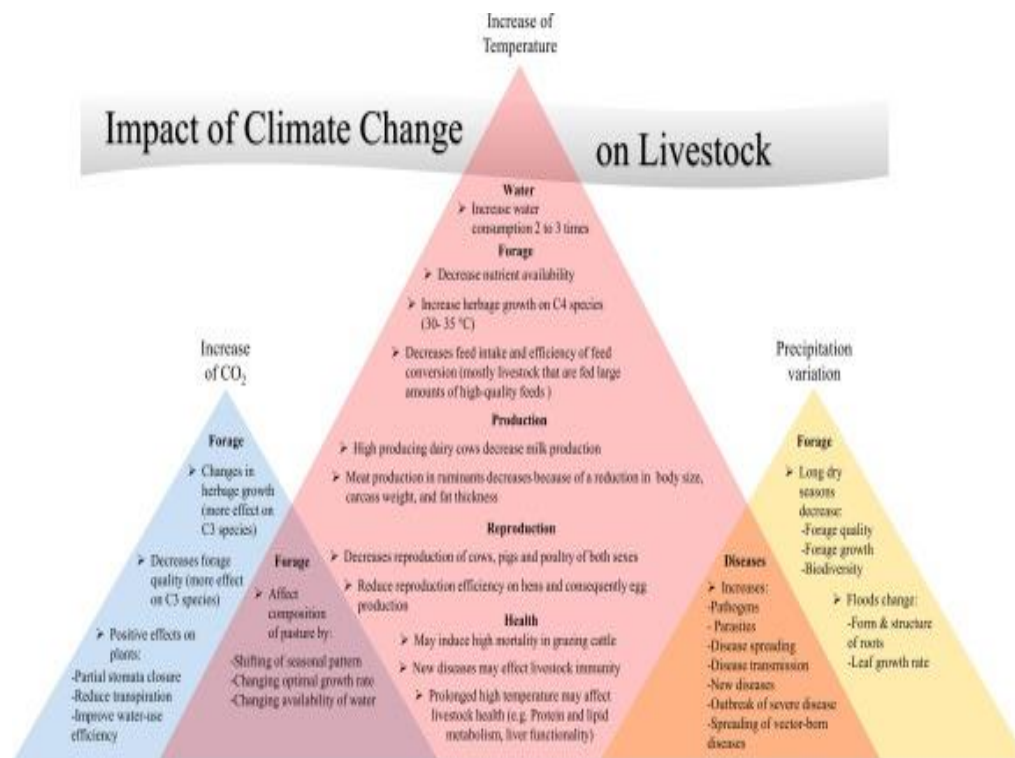 Increase of
Temperature
Impact of Climate Change
on Livestock
Water
➢ Increase water
consumption 2 to 3 times
Forage
➢ Decrease nutrient availability
➢ Increase herbage growth on C4 species
(30- 35 °C)
➢ Decreases feed intake and efficiency of feed
conversion (mostly livestock that are fed large
amounts of high-quality feeds )
Production
➢ High producing dairy cows decrease milk production
➢ Meat production in ruminants decreases because of a reduction in body size,
carcass weight, and fat thickness
Reproduction
➢ Decreases reproduction of cows, pigs and poultry of both sexes
➢ Reduce reproduction efficiency on hens and consequently egg
production
Health
➢ May induce high mortality in grazing cattle
➢ New diseases may effect livestock immunity
➢ Prolonged high temperature may affect
livestock health (e.g. Protein and lipid
metabolism, liver functionality)
Increase
of CO₂
Forage
➢ Changes in
herbage growth
(more effect on
C3 species)
➢ Decreases forage
quality (more effect
on C3 species)
➢ Positive effects on
plants:
-Partial stomata closure
-Reduce transpiration
-Improve water-use
efficiency
Forage
➢ Affect
composition
of pasture by:
-Shifting of seasonal pattern
-Changing optimal growth rate
-Changing availability of water
Precipitation
variation
Forage
➢ Long dry
seasons
decrease:
-Forage quality
-Forage growth
-Biodiversity
➢ Floods change:
-Form & structure
of roots
-Leaf growth rate
Diseases
➢ Increases:
-Pathogens
- Parasites
-Disease spreading
-Disease transmission
-New diseases
-Outbreak of severe disease
-Spreading of vector-born
diseases